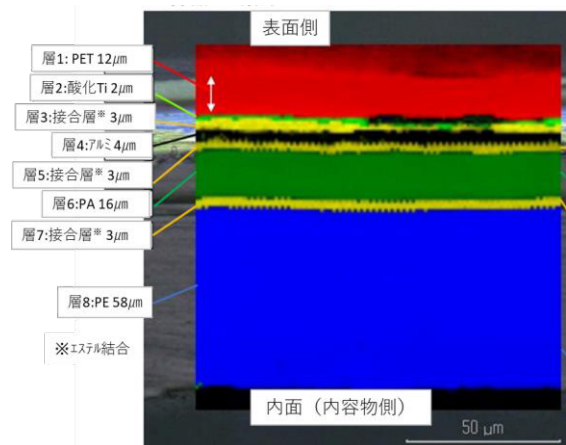 表面側
層1: PET 12㎛
層2:酸化Ti 2㎛
層3:接合層※ 3㎛
層4:アルミ 4㎛
層5:接合層※ 3㎛
層6:PA 16㎛
層7:接合層※ 3㎛
層8:PE 58㎛
※エステル結合
内面（内容物側）
50 μm